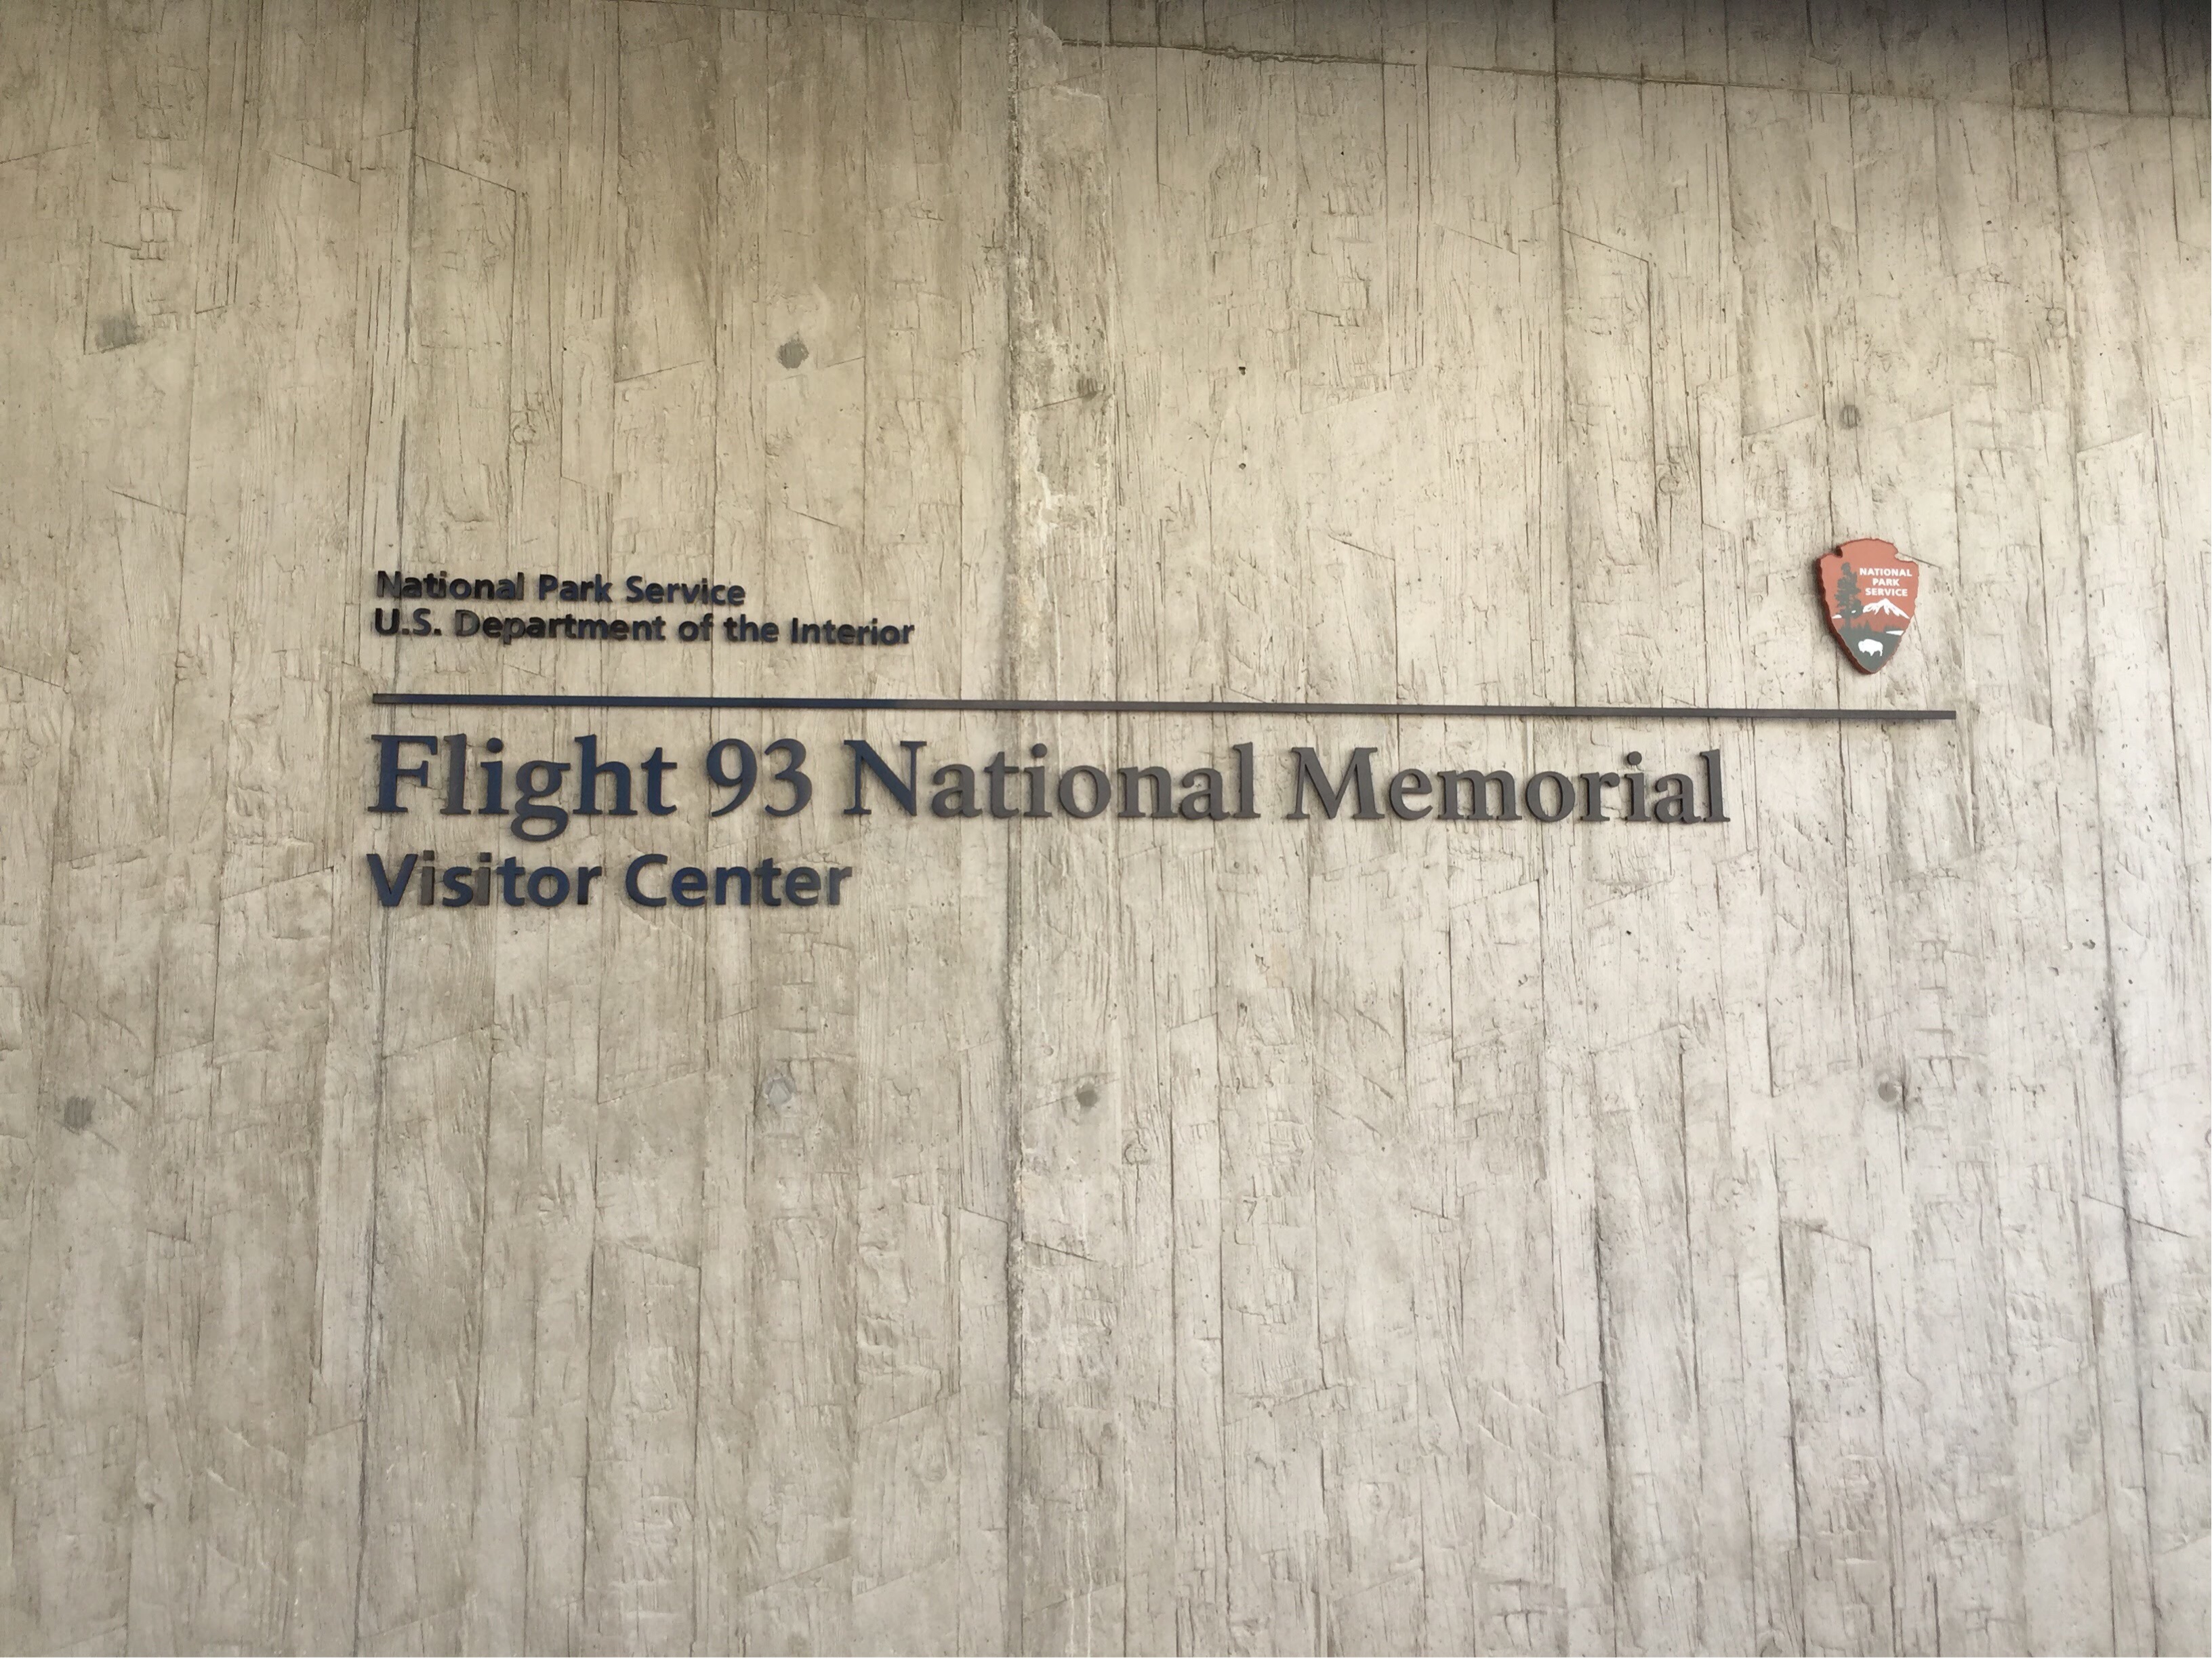 National Park Service
U.S. Department of the Interior
NATIONAL
PARK
SERVICE
Flight 93 National Memorial
Visitor Center